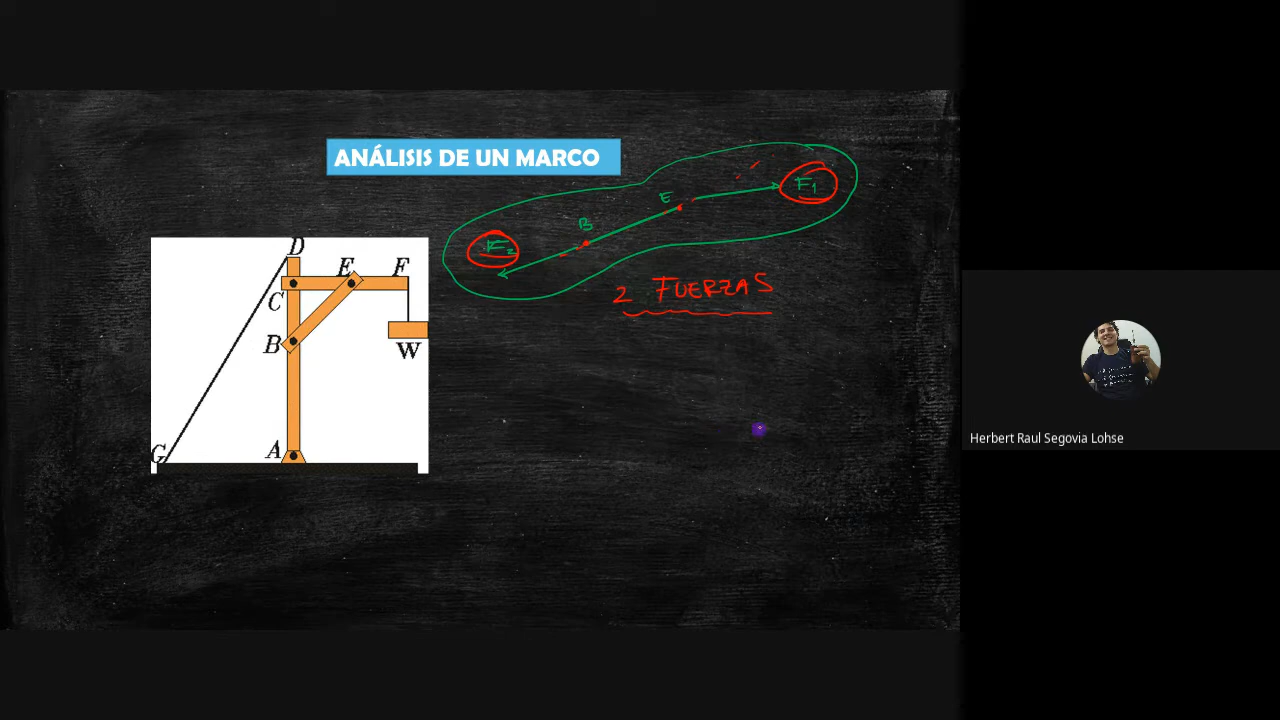 ANÁLISIS DE UN MARCO
F1
E
B
F2
2 FUERZAS
D
E F
C
B
W
G A
Herbert Raul Segovia Lohse